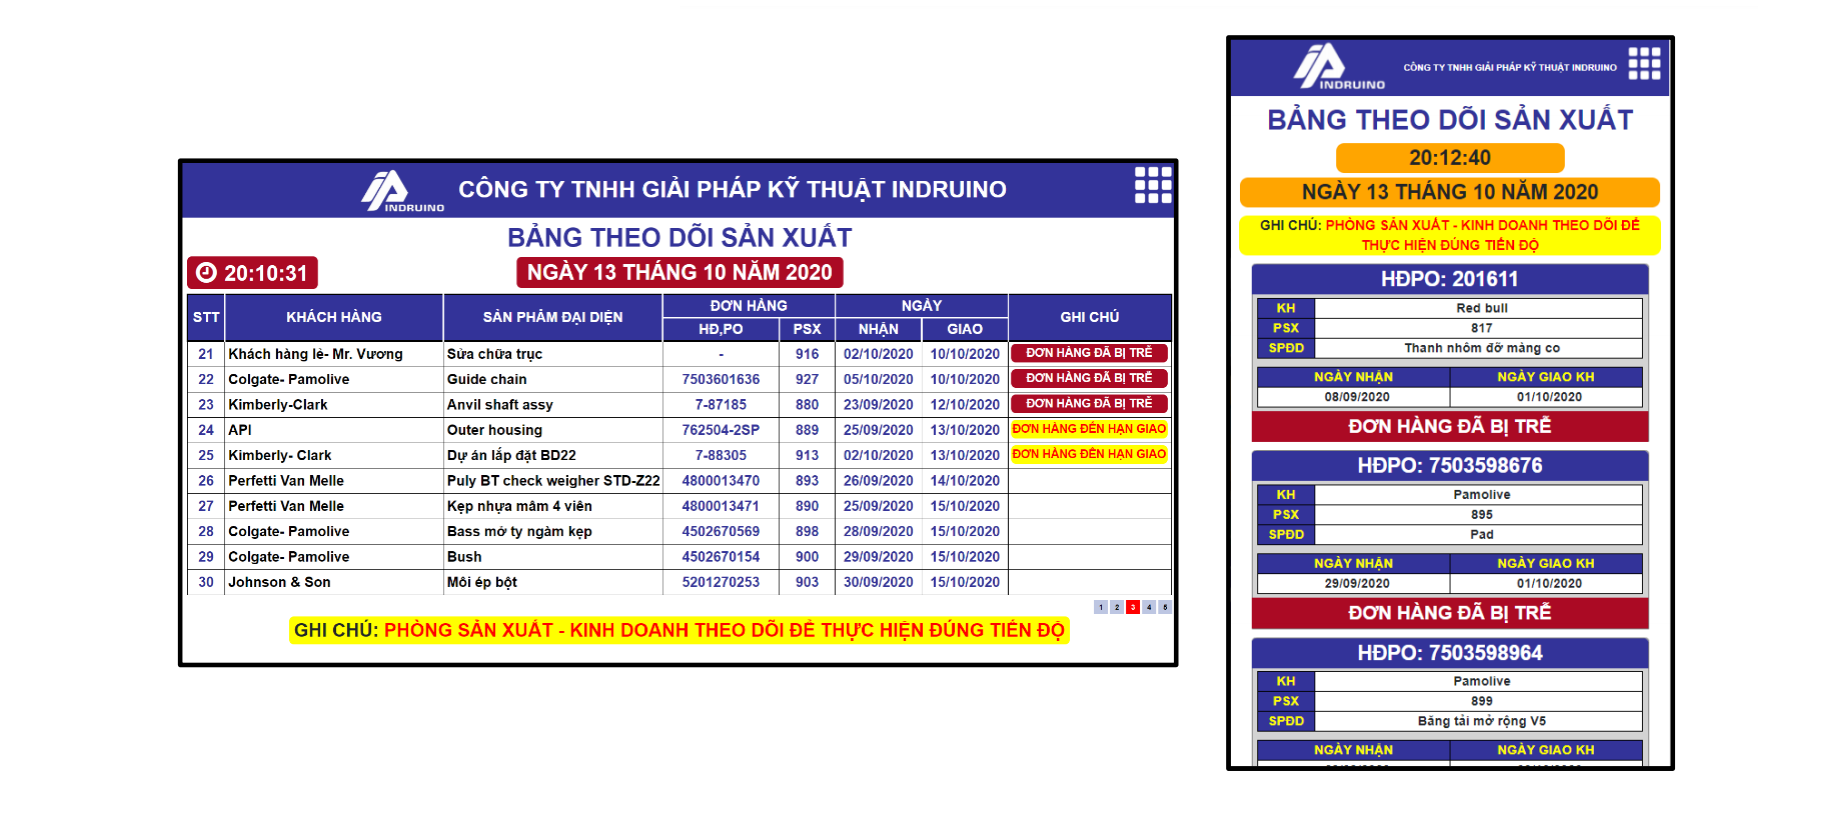 INDRUINO
CÔNG TY TNHH GIẢI PHÁP KỸ THUẬT INDRUINO
BẢNG THEO DÕI SẢN XUẤT
20:10:31
NGÀY 13 THÁNG 10 NĂM 2020
STT KHÁCH HÀNG SẢN PHẨM ĐẠI DIỆN ĐƠN HÀNG NGÀY GHI CHÚ
HĐ,PO PSX NHẬN GIAO
21 Khách hàng lẻ- Mr. Vương Sửa chữa trục - 916 02/10/2020 10/10/2020 ĐƠN HÀNG ĐÃ BỊ TRỄ
22 Colgate- Pamolive Guide chain 7503601636 927 05/10/2020 10/10/2020 ĐƠN HÀNG ĐÃ BỊ TRỄ
23 Kimberly-Clark Anvil shaft assy 7-87185 880 23/09/2020 12/10/2020 ĐƠN HÀNG ĐÃ BỊ TRỄ
24 API Outer housing 762504-2SP 889 25/09/2020 13/10/2020 ĐƠN HÀNG ĐẾN HẠN GIAO
25 Kimberly- Clark Dự án lắp đặt BD22 7-88305 913 02/10/2020 13/10/2020 ĐƠN HÀNG ĐẾN HẠN GIAO
26 Perfetti Van Melle Puly BT check weigher STD-Z22 4800013470 893 26/09/2020 14/10/2020
27 Perfetti Van Melle Kẹp nhựa mâm 4 viên 4800013471 890 25/09/2020 15/10/2020
28 Colgate- Pamolive Bass mở ty ngàm kẹp 4502670569 898 28/09/2020 15/10/2020
29 Colgate- Pamolive Bush 4502670154 900 29/09/2020 15/10/2020
30 Johnson & Son Môi ép bột 5201270253 903 30/09/2020 15/10/2020
1 2 3 4 5
GHI CHÚ: PHÒNG SẢN XUẤT - KINH DOANH THEO DÕI ĐỂ THỰC HIỆN ĐÚNG TIẾN ĐỘ
INDRUINO
CÔNG TY TNHH GIẢI PHÁP KỸ THUẬT INDRUINO
BẢNG THEO DÕI SẢN XUẤT
20:12:40
NGÀY 13 THÁNG 10 NĂM 2020
GHI CHÚ: PHÒNG SẢN XUẤT - KINH DOANH THEO DÕI ĐỂ
THỰC HIỆN ĐÚNG TIẾN ĐỘ
HĐPO: 201611
KH Red bull
PSX 817
SPĐD Thanh nhôm đỡ màng co
NGÀY NHẬN NGÀY GIAO KH
08/09/2020 01/10/2020
ĐƠN HÀNG ĐÃ BỊ TRỄ
HĐPO: 7503598676
KH Pamolive
PSX 895
SPĐD Pad
NGÀY NHẬN NGÀY GIAO KH
29/09/2020 01/10/2020
ĐƠN HÀNG ĐÃ BỊ TRỄ
HĐPO: 7503598964
KH Pamolive
PSX 899
SPĐD Băng tải mở rộng V5
NGÀY NHẬN NGÀY GIAO KH